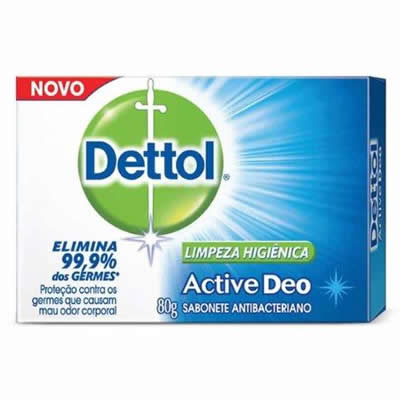 NOVO
Dettol®
ELIMINA
99,9%
dos GERMES*
Proteção contra os
germes que causam
mau odor corporal
LIMPEZA HIGIÊNICA
Active Deo
80g SABONETE ANTIBACTERIANO
Dettol
Active Deo